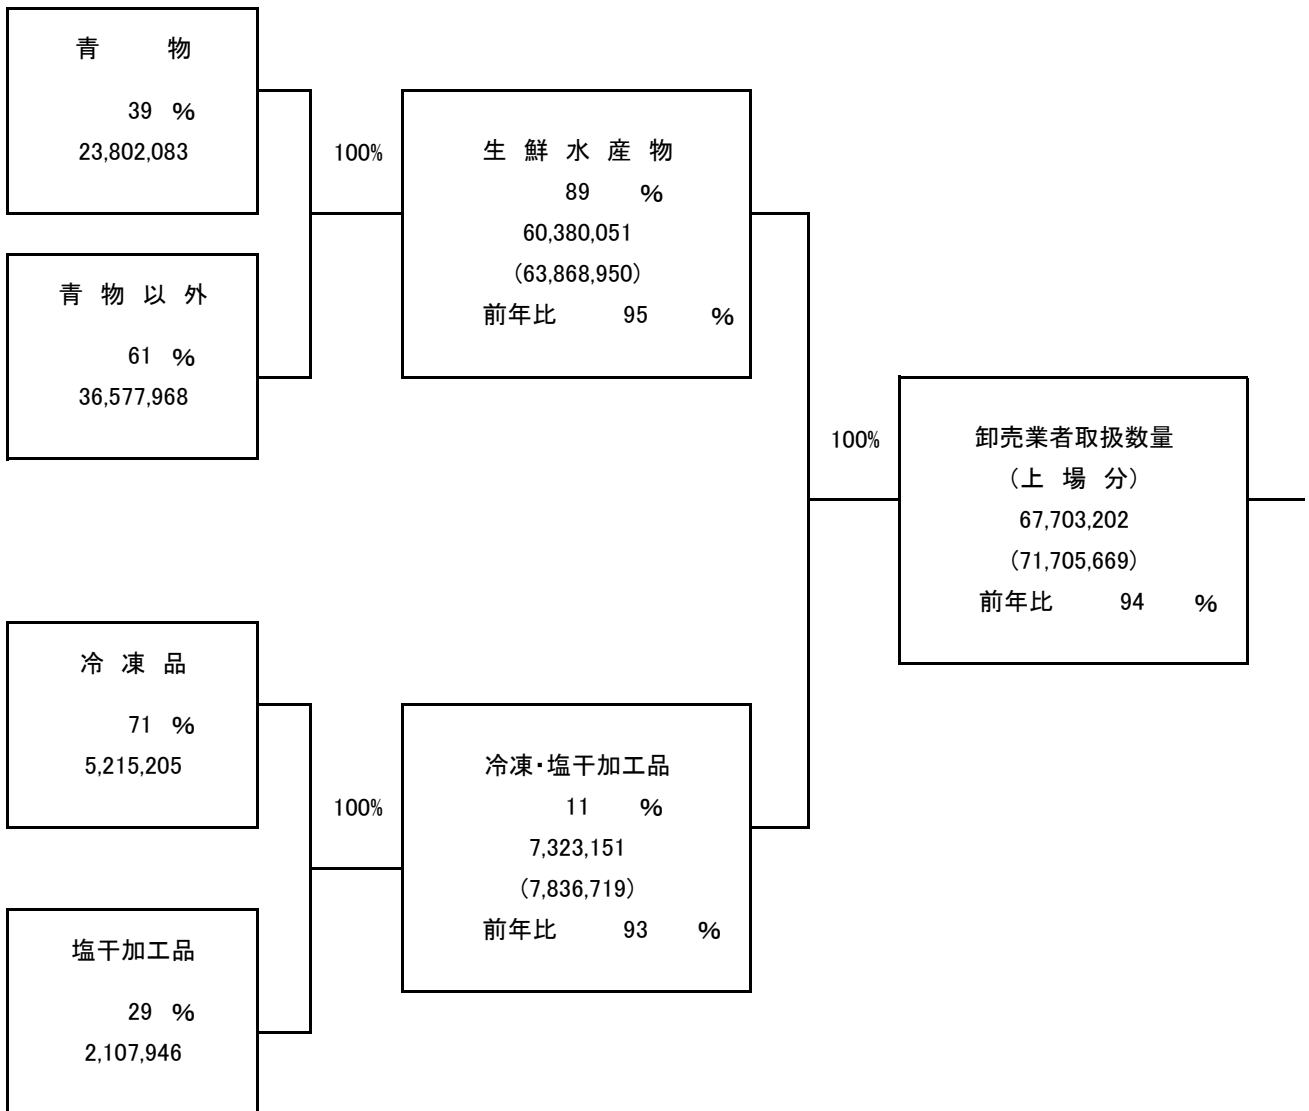 青 物
39 %
23,802,083
青 物 以 外
61 %
36,577,968
100%
生 鮮 水 産 物
89 %
60,380,051
(63,868,950)
前年比 95 %
冷 凍 品
71 %
5,215,205
塩干加工品
29 %
2,107,946
100%
冷凍・塩干加工品
11 %
7,323,151
(7,836,719)
前年比 93 %
100%
卸売業者取扱数量
(上 場 分)
67,703,202
(71,705,669)
前年比 94 %